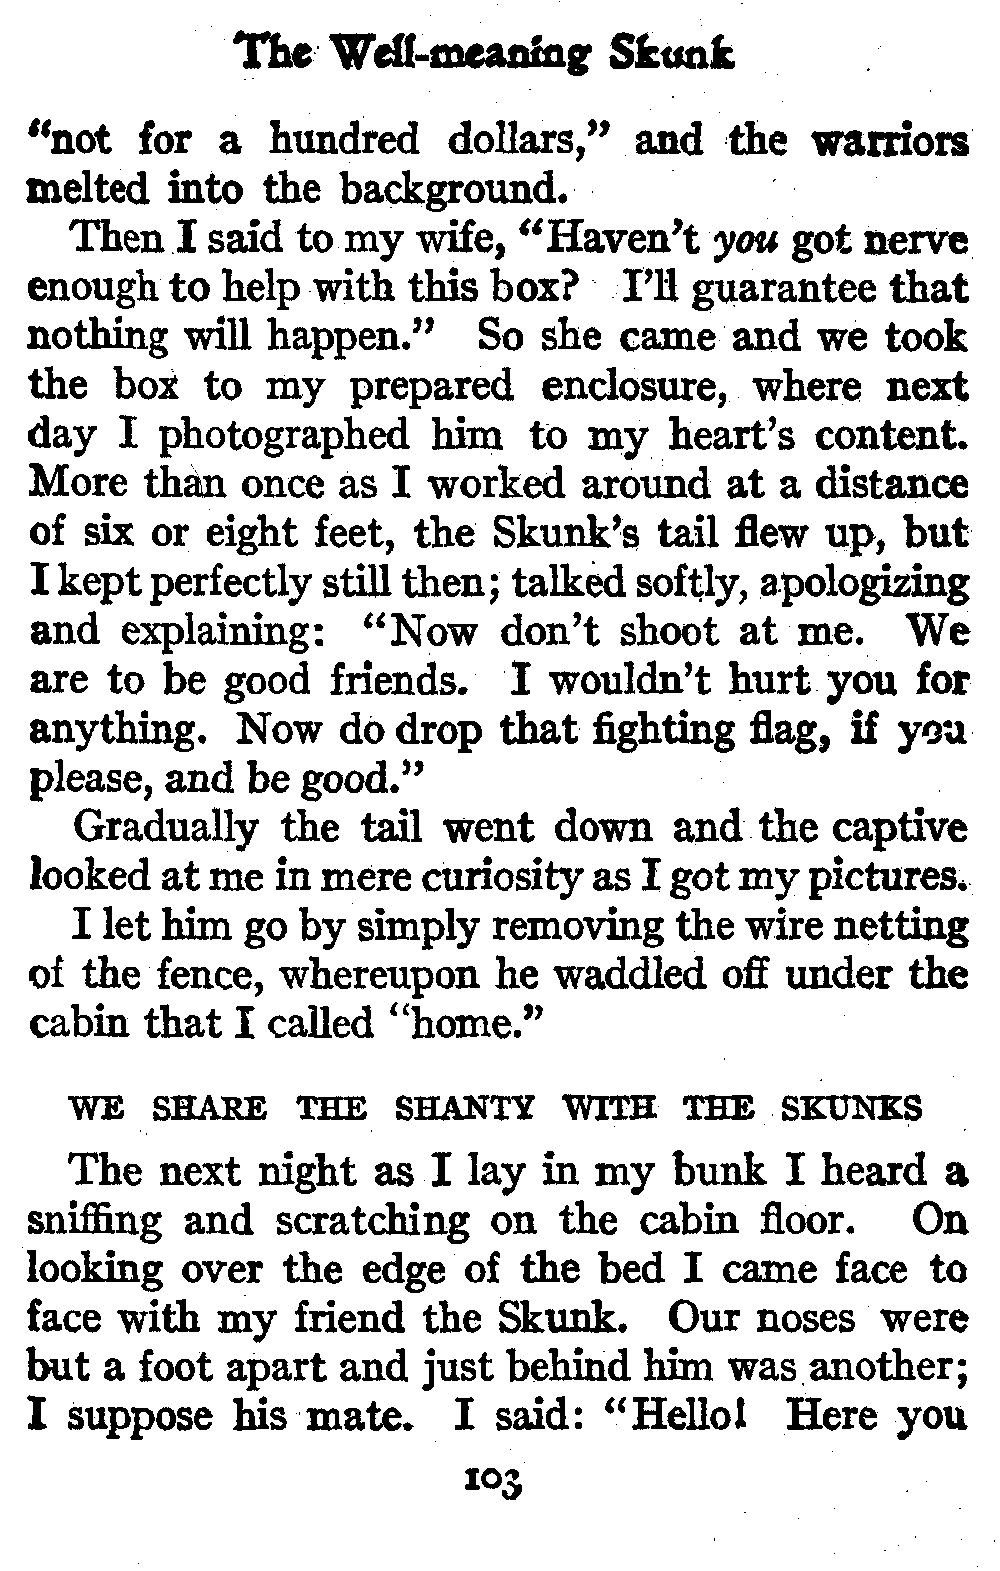 The Well-meaning Skunk
“not for a hundred dollars,” and the warriors
melted into the background.
Then I said to my wife, “Haven’t you got nerve
enough to help with this box? I’ll guarantee that
nothing will happen.” So she came and we took
the box to my prepared enclosure, where next
day I photographed him to my heart’s content.
More than once as I worked around at a distance
of six or eight feet, the Skunk’s tail flew up, but
I kept perfectly still then; talked softly, apologizing
and explaining: “Now don’t shoot at me. We
are to be good friends. I wouldn’t hurt you for
anything. Now do drop that fighting flag, if you
please, and be good.”
Gradually the tail went down and the captive
looked at me in mere curiosity as I got my pictures.
I let him go by simply removing the wire netting
of the fence, whereupon he waddled off under the
cabin that I called “home.”
WE SHARE THE SHANTY WITH THE SKUNKS
The next night as I lay in my bunk I heard a
sniffing and scratching on the cabin floor. On
looking over the edge of the bed I came face to
face with my friend the Skunk. Our noses were
but a foot apart and just behind him was another;
I suppose his mate. I said: “Hello! Here you
103